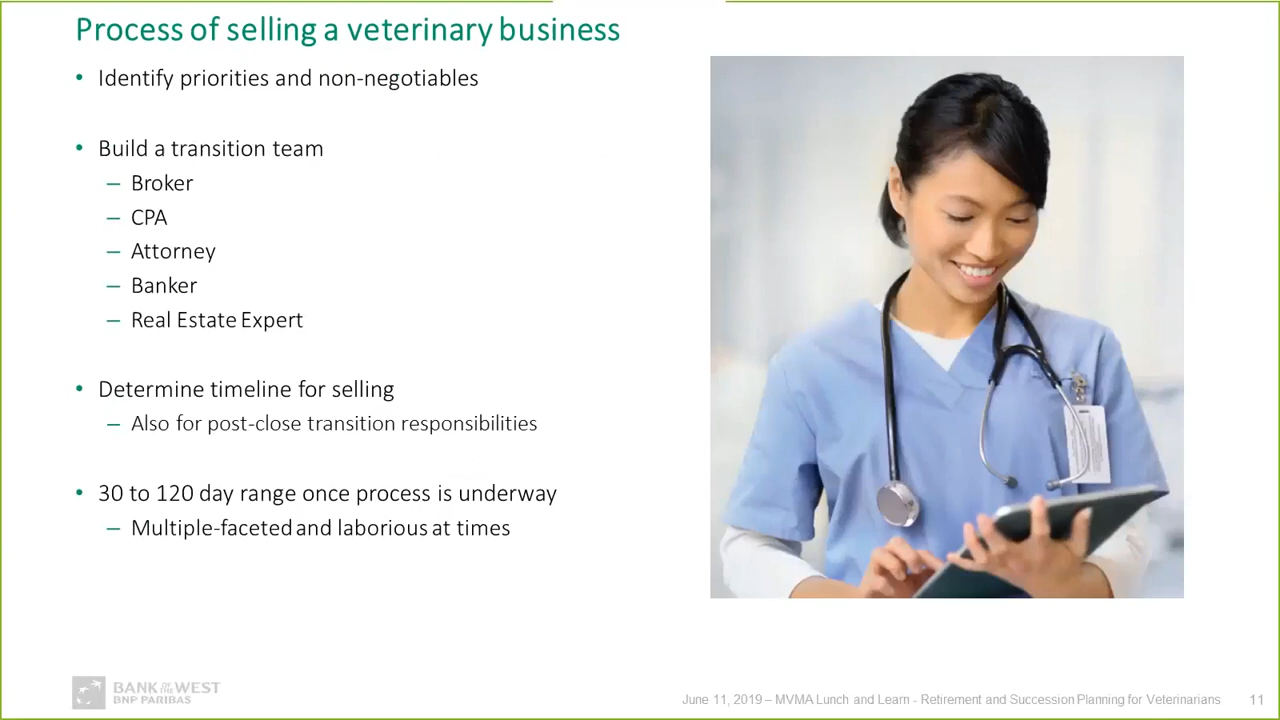 Process of selling a veterinary business
• Identify priorities and non-negotiables
• Build a transition team
– Broker
– CPA
– Attorney
– Banker
– Real Estate Expert
• Determine timeline for selling
– Also for post-close transition responsibilities
• 30 to 120 day range once process is underway
– Multiple-faceted and laborious at times
BANK OF THE WEST
BNP PARIBAS
June 11, 2019 – MVMA Lunch and Learn - Retirement and Succession Planning for Veterinarians 11